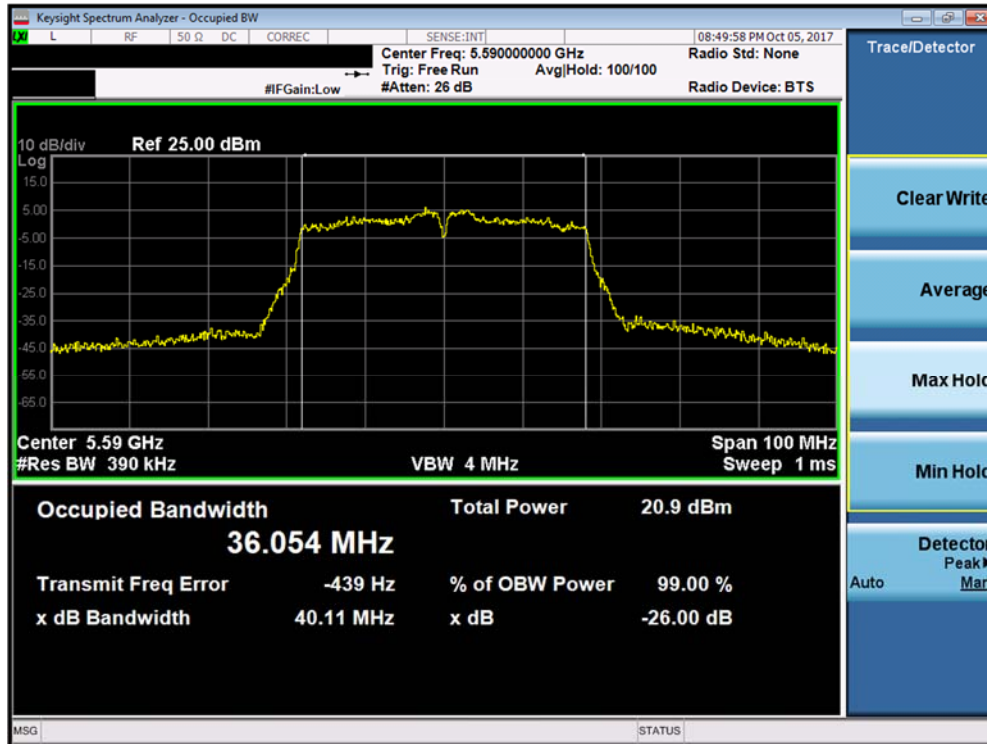 Keysight Spectrum Analyzer - Occupied BW
LXI L RF 50 Ω DC CORREC SENSE:INT 08:49:58 PM Oct 05, 2017
Center Freq: 5.590000000 GHz Radio Std: None
Trig: Free Run Avg|Hold: 100/100
#IFGain:Low #Atten: 26 dB Radio Device: BTS
Trace/Detector
10 dB/div Ref 25.00 dBm
Log
15.0
5.00
-5.00
-15.0
-25.0
-35.0
-45.0
-55.0
-65.0
Center 5.59 GHz Span 100 MHz
#Res BW 390 kHz VBW 4 MHz Sweep 1 ms
Occupied Bandwidth Total Power 20.9 dBm
36.054 MHz
Transmit Freq Error -439 Hz % of OBW Power 99.00 %
x dB Bandwidth 40.11 MHz x dB -26.00 dB
Clear Write
Average
Max Hold
Min Hold
Detector
Peak
Auto Man
MSG STATUS